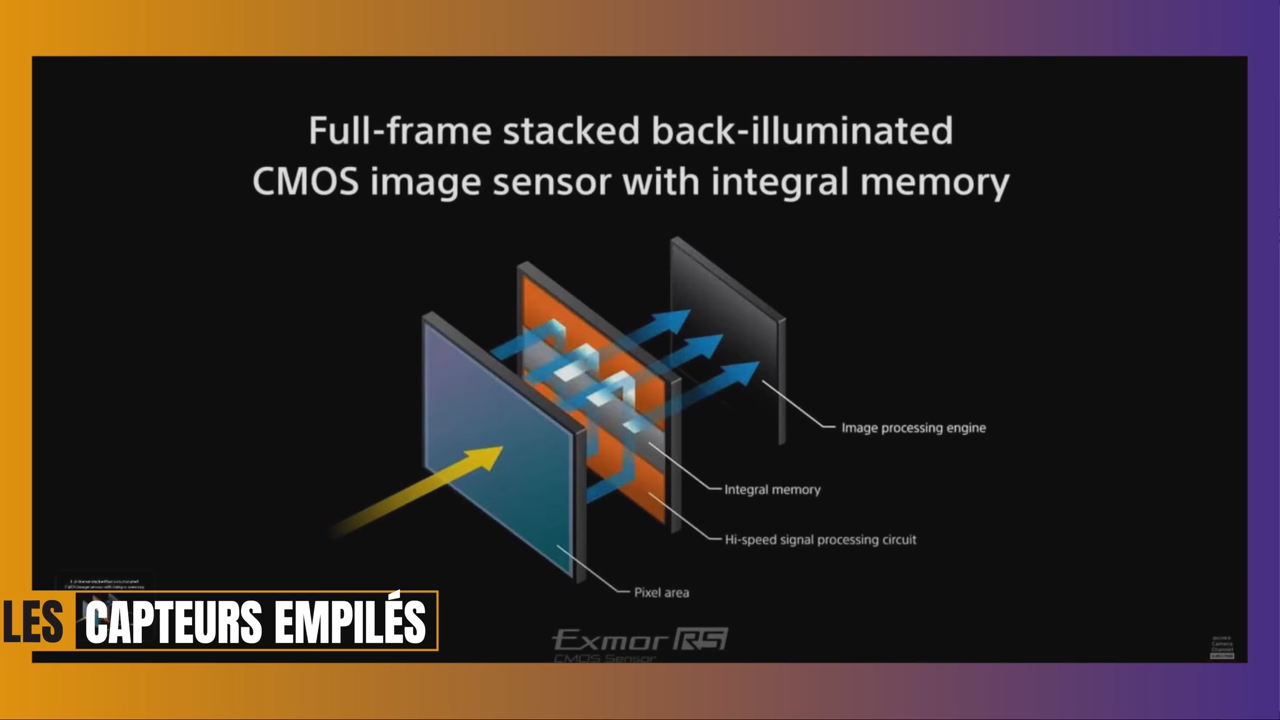 Full-frame stacked back-illuminated
CMOS image sensor with integral memory
Image processing engine
Integral memory
Hi-speed signal processing circuit
Pixel area
LES CAPTEURS EMPILÉS
Exmor RS
CMOS Sensor